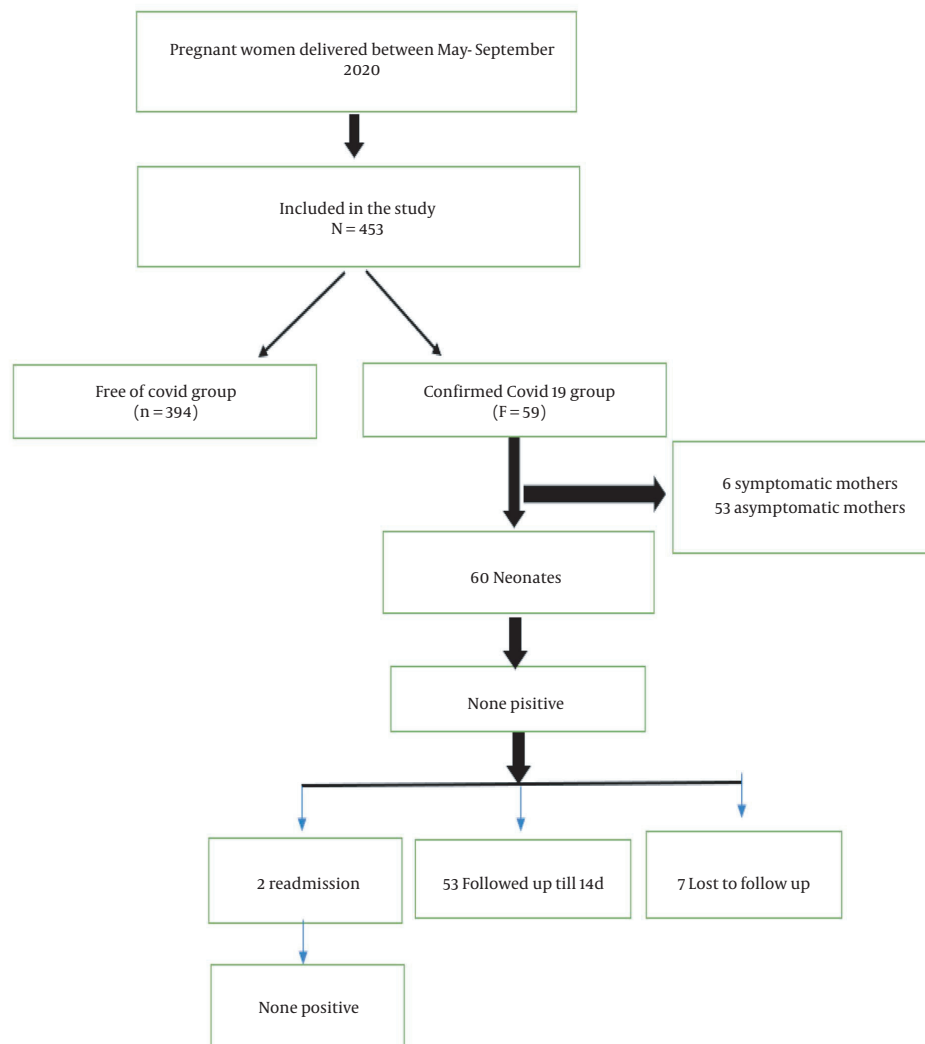 Pregnant women delivered between May- September
2020
Included in the study
N = 453
Free of covid group
(n = 394)
Confirmed Covid 19 group
(F = 59)
6 symptomatic mothers
53 asymptomatic mothers
60 Neonates
None pisitive
2 readmission
53 Followed up till 14d
7 Lost to follow up
None positive